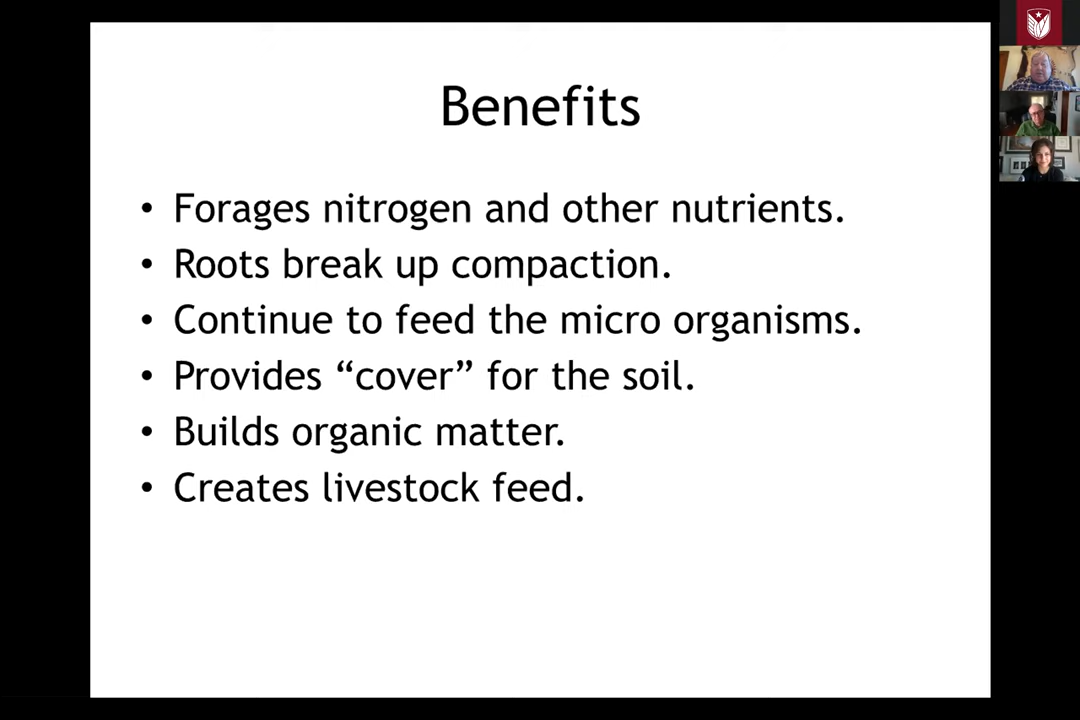 Benefits
• Forages nitrogen and other nutrients.
• Roots break up compaction.
• Continue to feed the micro organisms.
• Provides “cover” for the soil.
• Builds organic matter.
• Creates livestock feed.